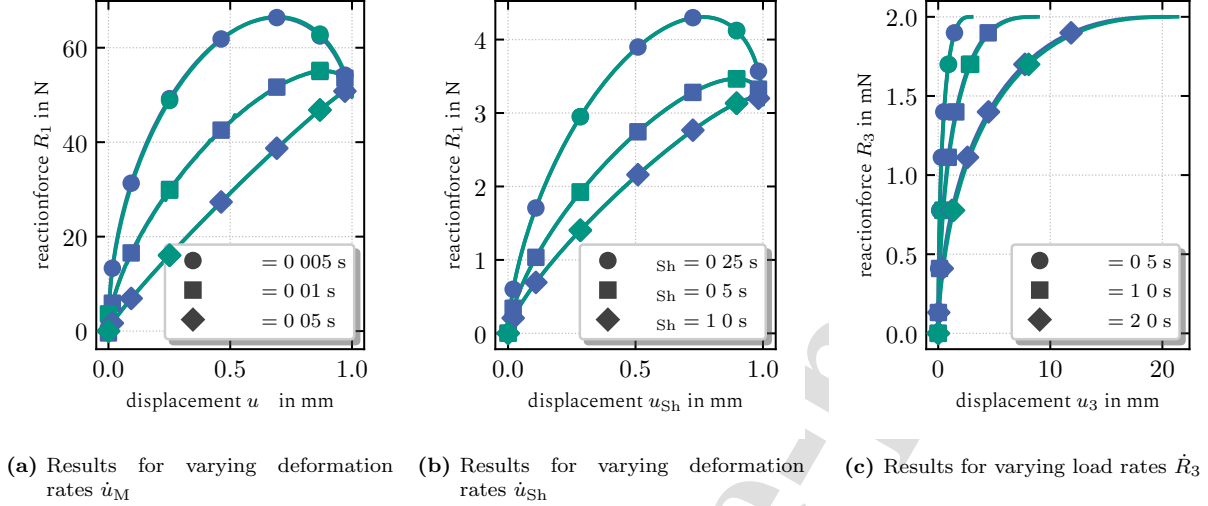 60
40
20
0
reactionforce R₁ in N
= 0 005 s
= 0 01 s
= 0 05 s
0.0 0.5 1.0
displacement u in mm
4
3
2
1
0
reactionforce R₁ in N
Sh = 0 25 s
Sh = 0 5 s
Sh = 1 0 s
0.0 0.5 1.0
displacement u_Sh in mm
2.0
1.5
1.0
0.5
0.0
reactionforce R₃ in mN
= 0 5 s
= 1 0 s
= 2 0 s
0 10 20
displacement u₃ in mm
(a) Results for varying deformation
rates u̇_M
(b) Results for varying deformation
rates u̇_Sh
(c) Results for varying load rates Ṙ₃